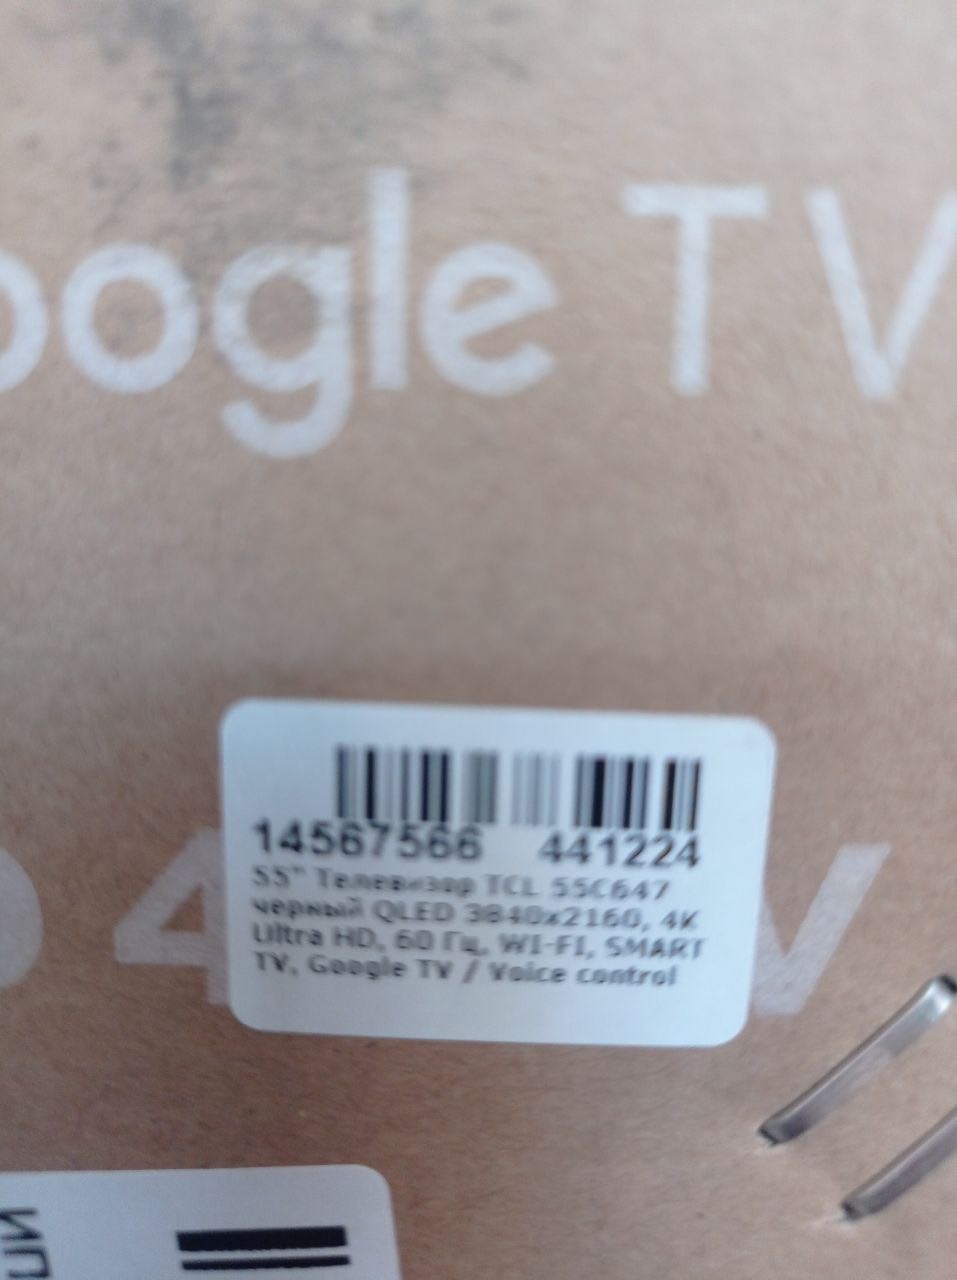 oogle TV
14567566 441224
55" Телевизор TCL 55C647
черный QLED 3840x2160, 4K
Ultra HD, 60 Гц, WI-FI, SMART
TV, Google TV / Voice control
4 V